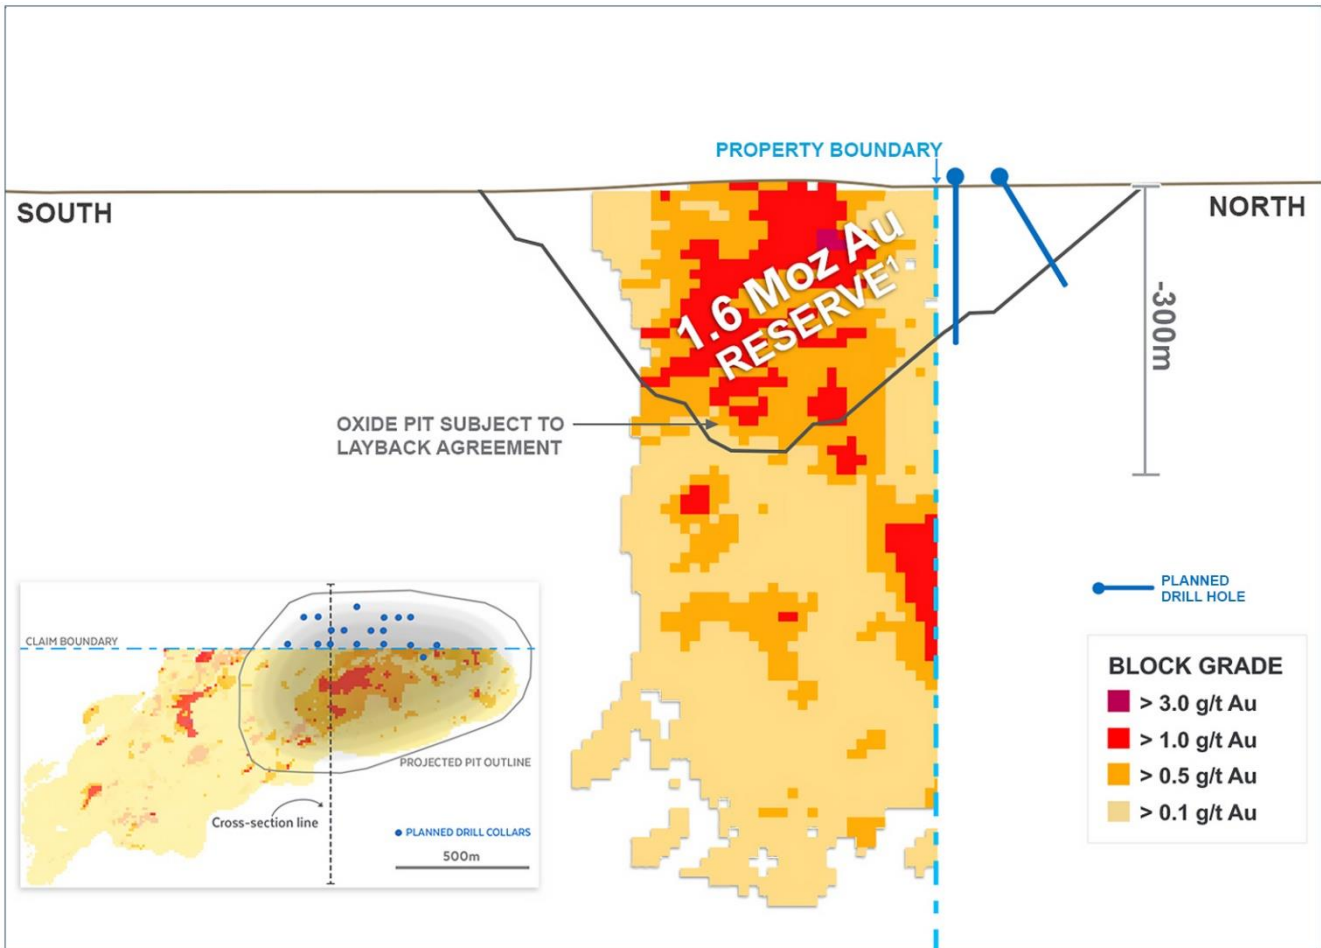 PROPERTY BOUNDARY
SOUTH
NORTH
1.6 Moz Au
RESERVE¹
-300m
OXIDE PIT SUBJECT TO
LAYBACK AGREEMENT
PLANNED
DRILL HOLE
CLAIM BOUNDARY
PROJECTED PIT OUTLINE
Cross-section line
PLANNED DRILL COLLARS
500m
BLOCK GRADE
> 3.0 g/t Au
> 1.0 g/t Au
> 0.5 g/t Au
> 0.1 g/t Au